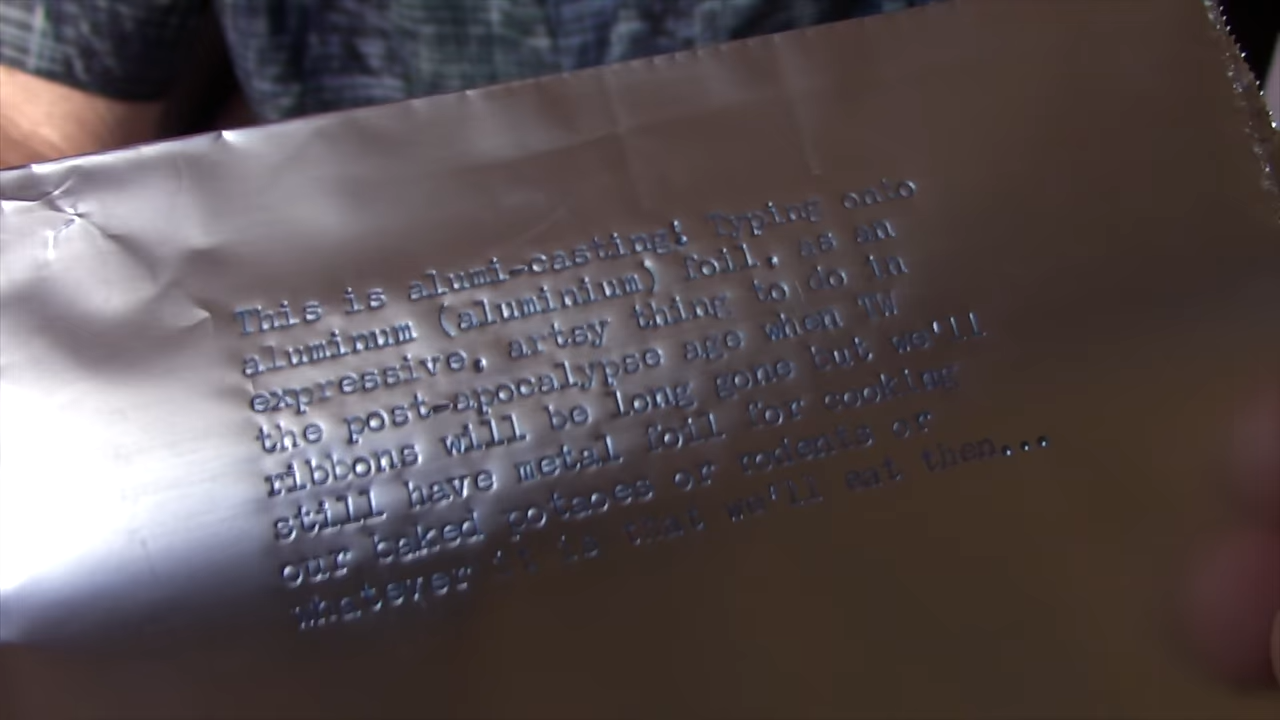 This is alumi-casting! Typing onto
aluminum (aluminium) foil, as an
expressive, artsy thing to do in
the post-apocalypse age when TW
ribbons will be long gone but we'll
still have metal foil for cooking
our baked potaoes or rodents or
whatever it is that we'll eat then...